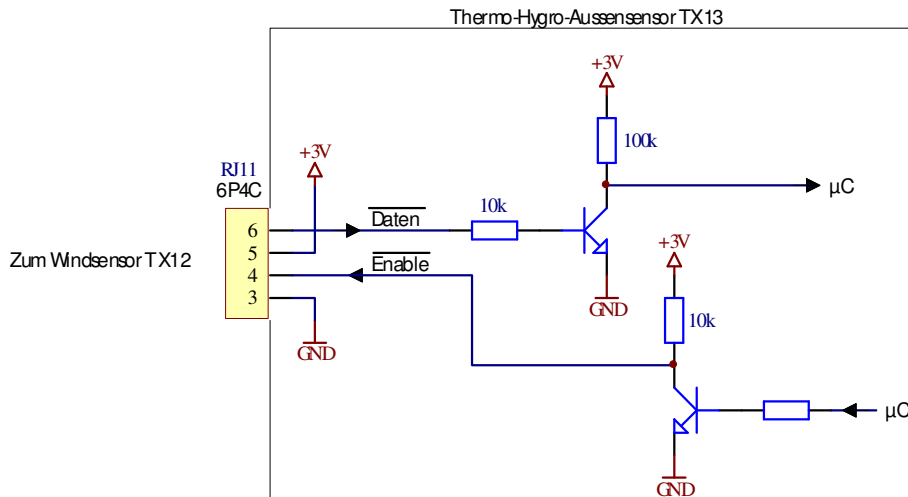 Thermo-Hygro-Aussensensor TX13
+3V
100k
+3V
RJ11
6P4C
µC
6
Daten
10k
5
+3V
Zum Windsensor TX12
4
Enable
3
10k
GND
GND
µC
GND